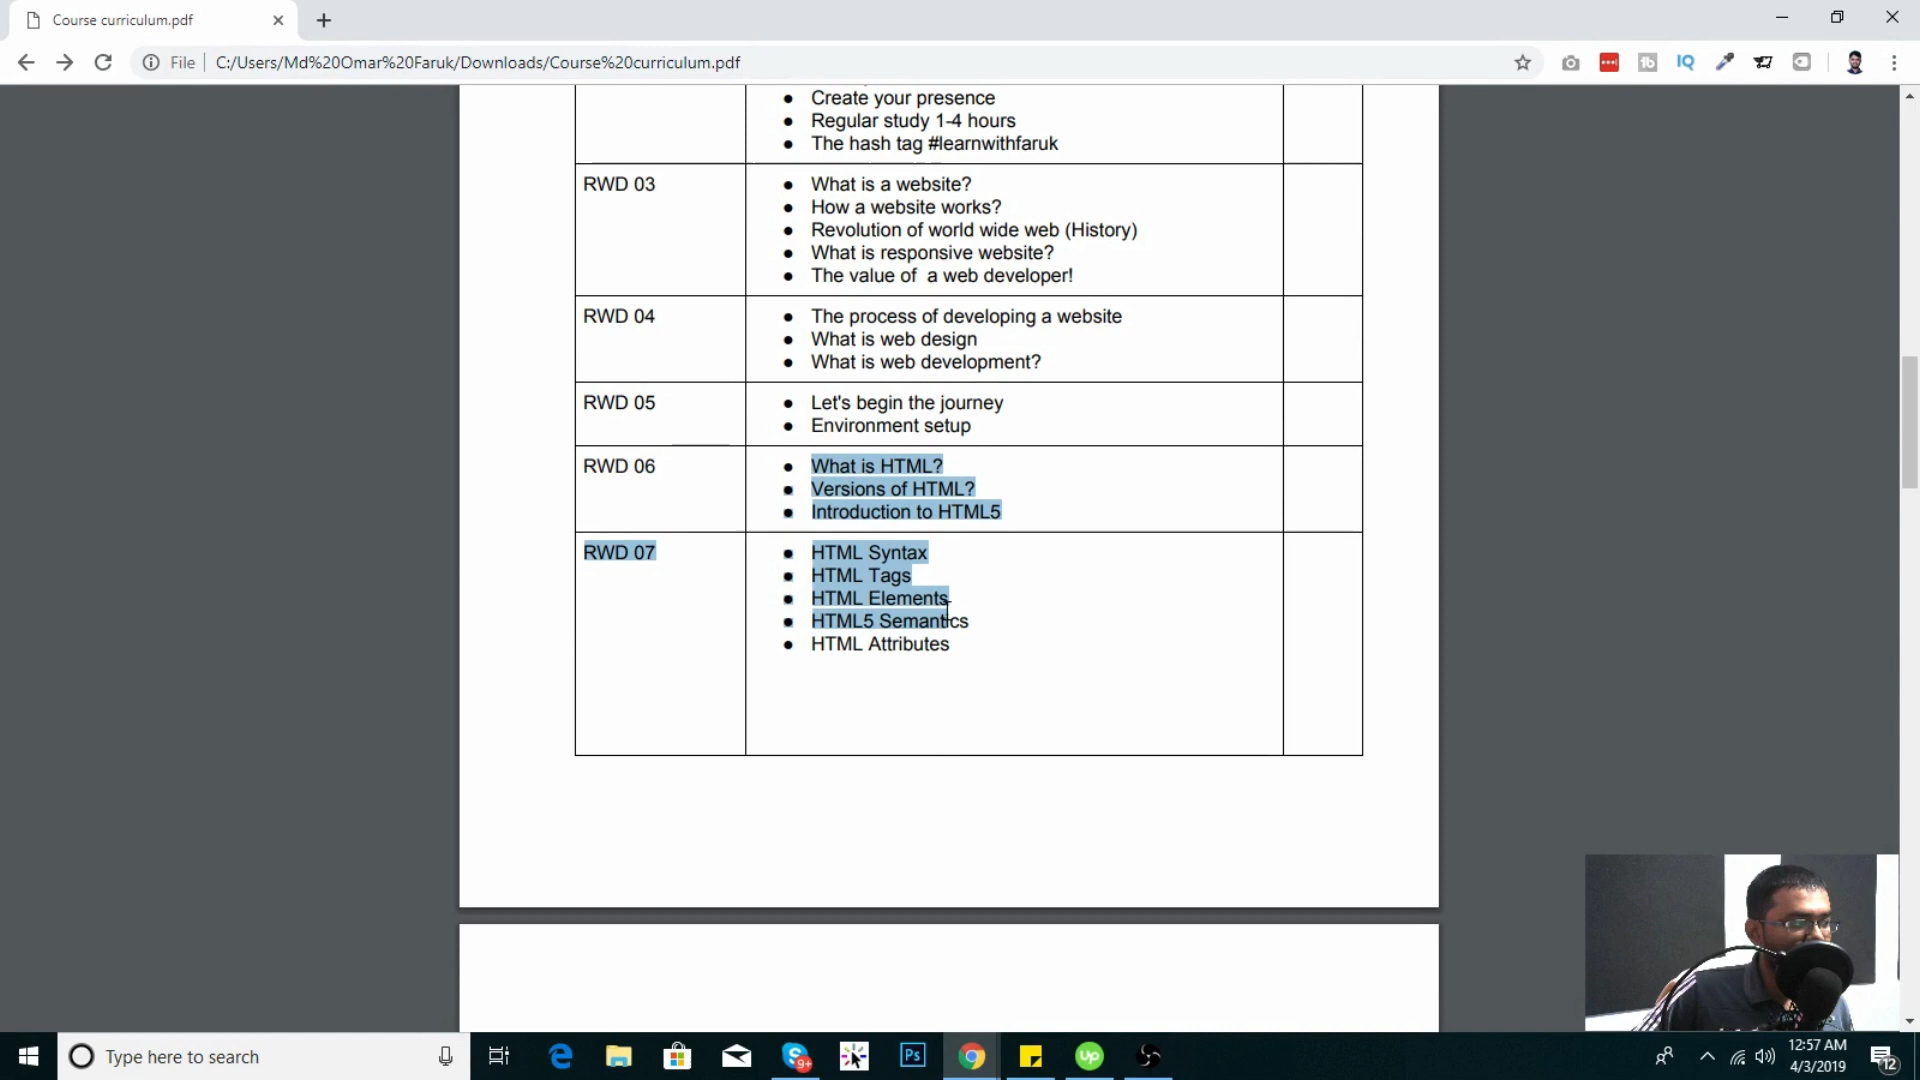 Course curriculum.pdf
File
C:/Users/Md%20Omar%20Faruk/Downloads/Course%20curriculum.pdf
IQ
● Create your presence
● Regular study 1-4 hours
● The hash tag #learnwithfaruk
RWD 03
● What is a website?
● How a website works?
● Revolution of world wide web (History)
● What is responsive website?
● The value of  a web developer!
RWD 04
● The process of developing a website
● What is web design
● What is web development?
RWD 05
● Let's begin the journey
● Environment setup
RWD 06
● What is HTML?
● Versions of HTML?
● Introduction to HTML5
RWD 07
● HTML Syntax
● HTML Tags
● HTML Elements
● HTML5 Semantics
● HTML Attributes
Type here to search
9+
Ps
Up
12:57 AM
4/3/2019
12